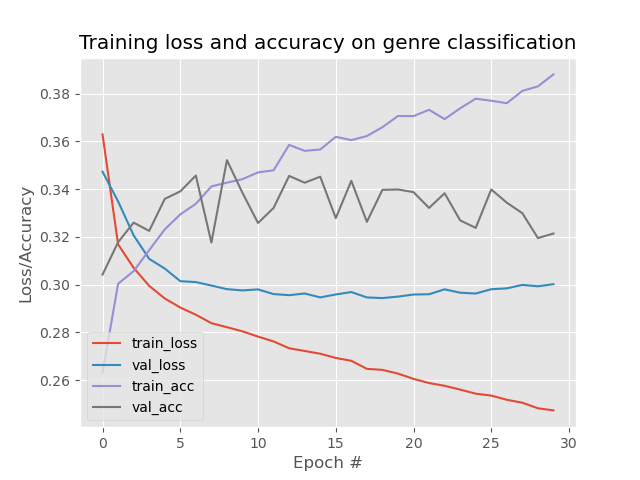 Training loss and accuracy on genre classification
Loss/Accuracy
0.38
0.36
0.34
0.32
0.30
0.28
0.26
train_loss
val_loss
train_acc
val_acc
0 5 10 15 20 25 30
Epoch #